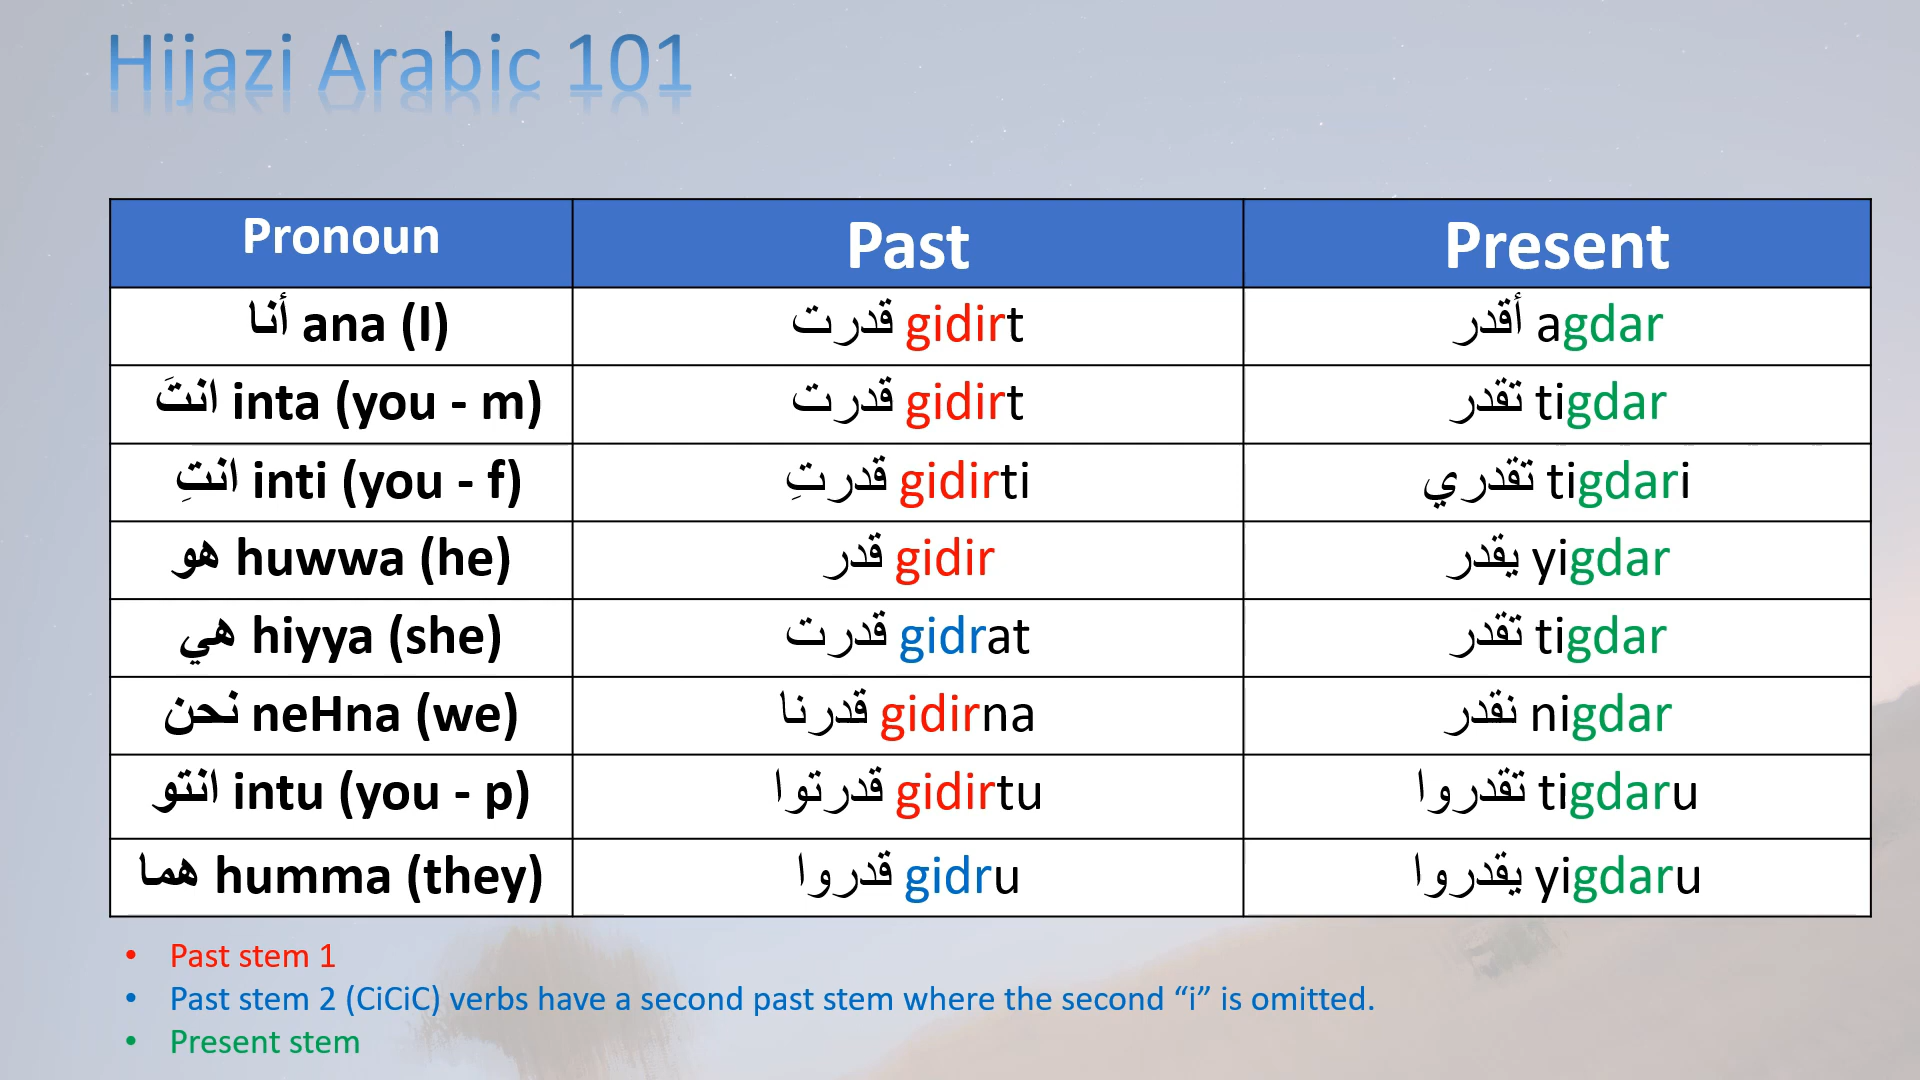 Hijazi Arabic 101
Pronoun Past Present
أنا ana (I) قدرت gidirt أقدر agdar
انتَ inta (you - m) قدرت gidirt تقدر tigdar
انتِ inti (you - f) قدرتِ gidirti تقدري tigdari
هو huwwa (he) قدر gidir يقدر yigdar
هي hiyya (she) قدرت gidrat تقدر tigdar
نحن neHna (we) قدرنا gidirna نقدر nigdar
انتو intu (you - p) قدرتوا gidirtu تقدروا tigdaru
هما humma (they) قدروا gidru يقدروا yigdaru
• Past stem 1
• Past stem 2 (CiCiC) verbs have a second past stem where the second “i” is omitted.
• Present stem